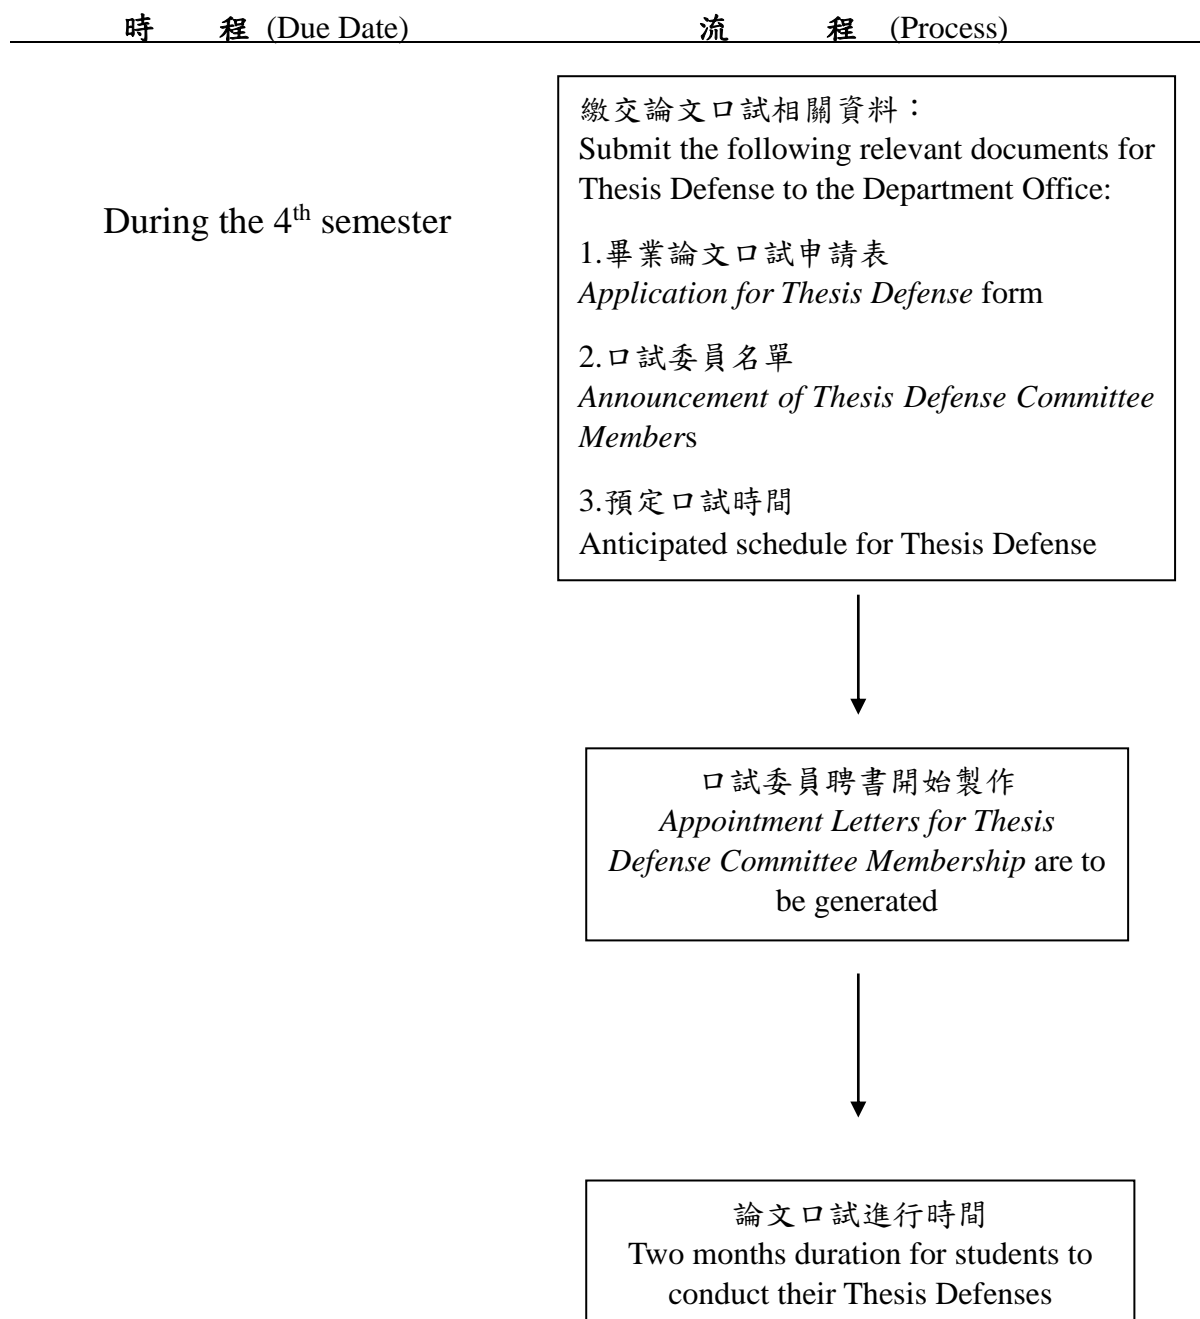 時 程 (Due Date) 流 程 (Process)
繳交論文口試相關資料：
Submit the following relevant documents for
Thesis Defense to the Department Office:
During the 4th semester
1.畢業論文口試申請表
Application for Thesis Defense form
2.口試委員名單
Announcement of Thesis Defense Committee
Members
3.預定口試時間
Anticipated schedule for Thesis Defense
口試委員聘書開始製作
Appointment Letters for Thesis
Defense Committee Membership are to
be generated
論文口試進行時間
Two months duration for students to
conduct their Thesis Defenses